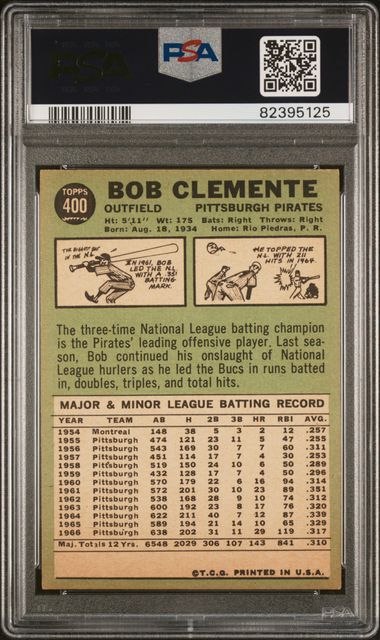 PSA
PSA
82395125
TOPPS
400
BOB CLEMENTE
OUTFIELD PITTSBURGH PIRATES
Ht: 5'11" Wt: 175 Bats: Right Throws: Right
Born: Aug. 18, 1934 Home: Rio Piedras, P. R.
THE BIGGEST BAT IN THE N.L.
IN 1961, BOB
LED THE N.L.
WITH A .351
BATTING
MARK.
HE TOPPED THE
N.L. WITH 211
HITS IN 1964.
The three-time National League batting champion
is the Pirates' leading offensive player. Last sea-
son, Bob continued his onslaught of National
League hurlers as he led the Bucs in runs batted
in, doubles, triples, and total hits.
MAJOR & MINOR LEAGUE BATTING RECORD
YEAR TEAM AB H 2B 3B HR RBI AVG.
1954 Montreal 148 38 5 3 2 12 .257
1955 Pittsburgh 474 121 23 11 5 47 .255
1956 Pittsburgh 543 169 30 7 7 60 .311
1957 Pittsburgh 451 114 17 7 4 30 .253
1958 Pittsburgh 519 150 24 10 6 50 .289
1959 Pittsburgh 432 128 17 7 4 50 .296
1960 Pittsburgh 570 179 22 6 16 94 .314
1961 Pittsburgh 572 201 30 10 23 89 .351
1962 Pittsburgh 538 168 28 9 10 74 .312
1963 Pittsburgh 600 192 23 8 17 76 .320
1964 Pittsburgh 622 211 40 7 12 87 .339
1965 Pittsburgh 589 194 21 14 10 65 .329
1966 Pittsburgh 638 202 31 11 29 119 .317
Maj. Totals 12 Yrs. 6548 2029 306 107 143 841 .310
©T.C.G. PRINTED IN U.S.A.